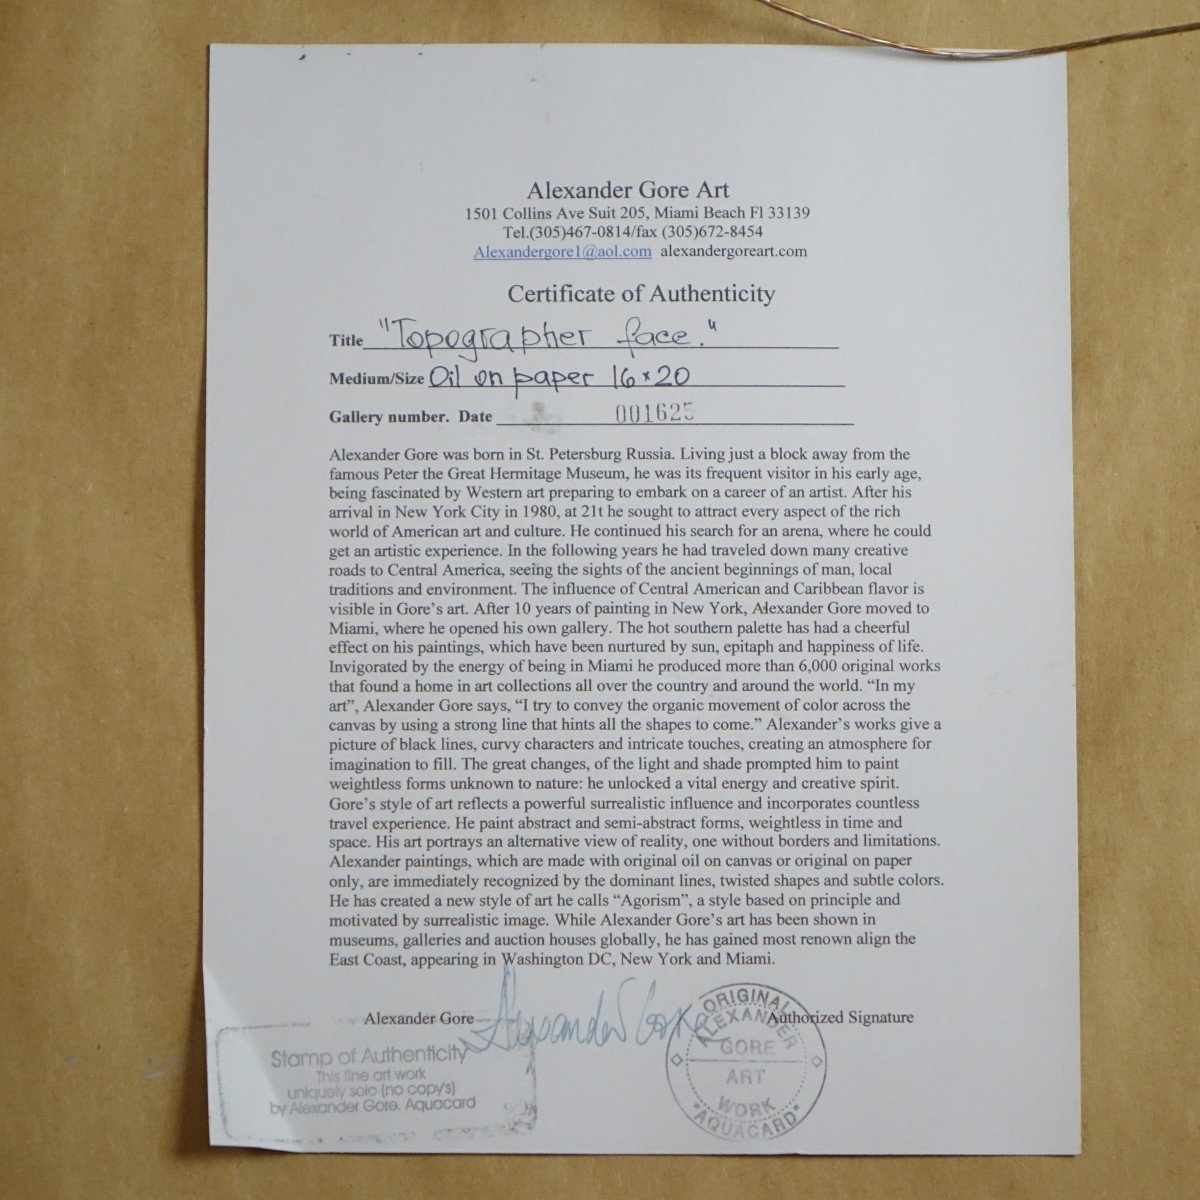 Alexander Gore Art
1501 Collins Ave Suit 205, Miami Beach Fl 33139
Tel.(305)467-0814/fax (305)672-8454
Alexandergore1@aol.com alexandergoreart.com
Certificate of Authenticity
Title "Topographer face."
Medium/Size Oil on paper 16×20
Gallery number. Date 001625
Alexander Gore was born in St. Petersburg Russia. Living just a block away from the
famous Peter the Great Hermitage Museum, he was its frequent visitor in his early age,
being fascinated by Western art preparing to embark on a career of an artist. After his
arrival in New York City in 1980, at 21t he sought to attract every aspect of the rich
world of American art and culture. He continued his search for an arena, where he could
get an artistic experience. In the following years he had traveled down many creative
roads to Central America, seeing the sights of the ancient beginnings of man, local
traditions and environment. The influence of Central American and Caribbean flavor is
visible in Gore's art. After 10 years of painting in New York, Alexander Gore moved to
Miami, where he opened his own gallery. The hot southern palette has had a cheerful
effect on his paintings, which have been nurtured by sun, epitaph and happiness of life.
Invigorated by the energy of being in Miami he produced more than 6,000 original works
that found a home in art collections all over the country and around the world. “In my
art”, Alexander Gore says, “I try to convey the organic movement of color across the
canvas by using a strong line that hints all the shapes to come.” Alexander's works give a
picture of black lines, curvy characters and intricate touches, creating an atmosphere for
imagination to fill. The great changes, of the light and shade prompted him to paint
weightless forms unknown to nature: he unlocked a vital energy and creative spirit.
Gore's style of art reflects a powerful surrealistic influence and incorporates countless
travel experience. He paint abstract and semi-abstract forms, weightless in time and
space. His art portrays an alternative view of reality, one without borders and limitations.
Alexander paintings, which are made with original oil on canvas or original on paper
only, are immediately recognized by the dominant lines, twisted shapes and subtle colors.
He has created a new style of art he calls “Agorism”, a style based on principle and
motivated by surrealistic image. While Alexander Gore's art has been shown in
museums, galleries and auction houses globally, he has gained most renown align the
East Coast, appearing in Washington DC, New York and Miami.
Alexander Gore Alexander Gore Authorized Signature
Stamp of Authenticity
This fine art work
uniquely solo (no copy's)
by Alexander Gore. Aquacard
ORIGINAL
ALEXANDER
GORE
ART
WORK
"AQUACARD"